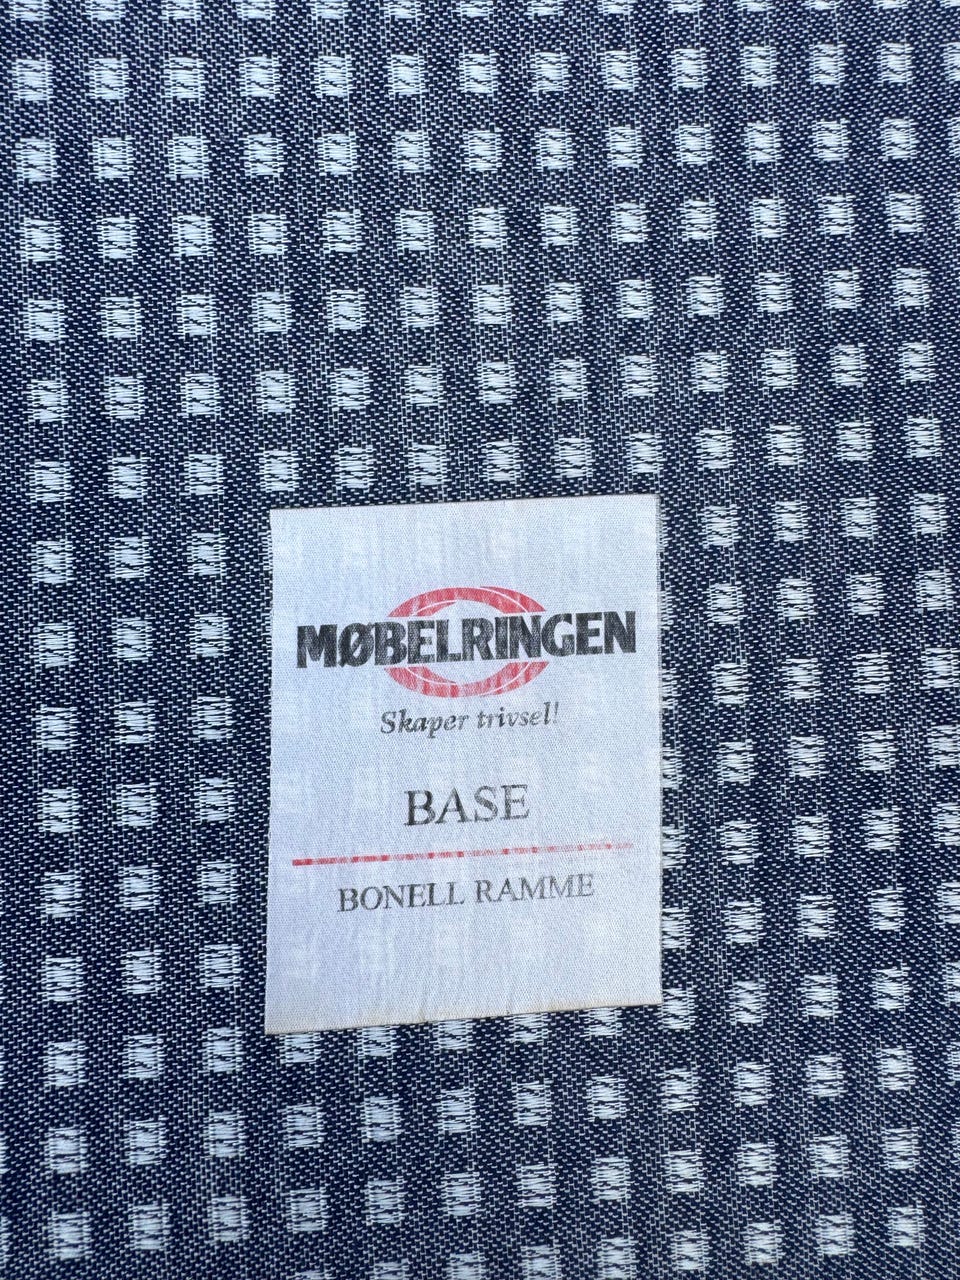 MØBELRINGEN
Skaper trivsel!
BASE
BONELL RAMME